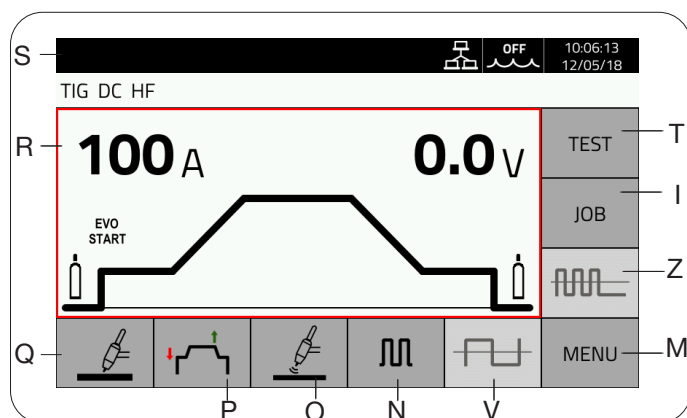 S
OFF
10:06:13
12/05/18
TIG DC HF
R
100 A
0.0 V
EVO
START
TEST
T
JOB
I
Z
Q
MENU
M
P
O
N
V